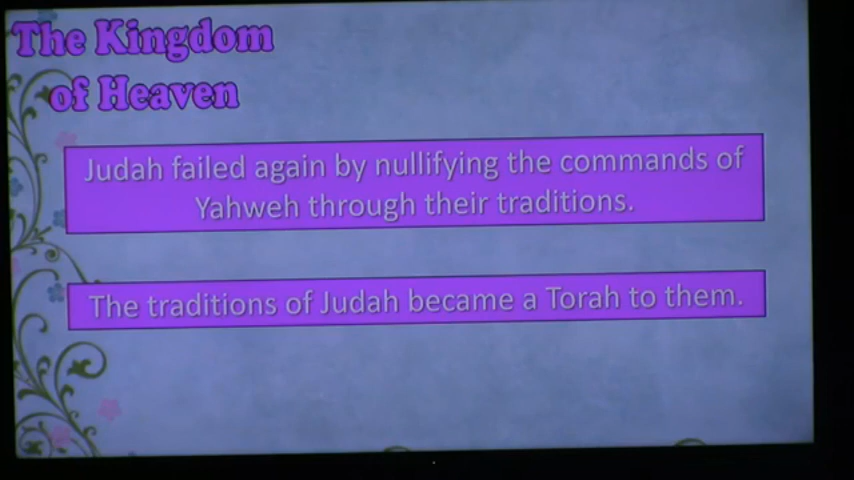 The Kingdom
of Heaven
Judah failed again by nullifying the commands of
Yahweh through their traditions.
The traditions of Judah became a Torah to them.